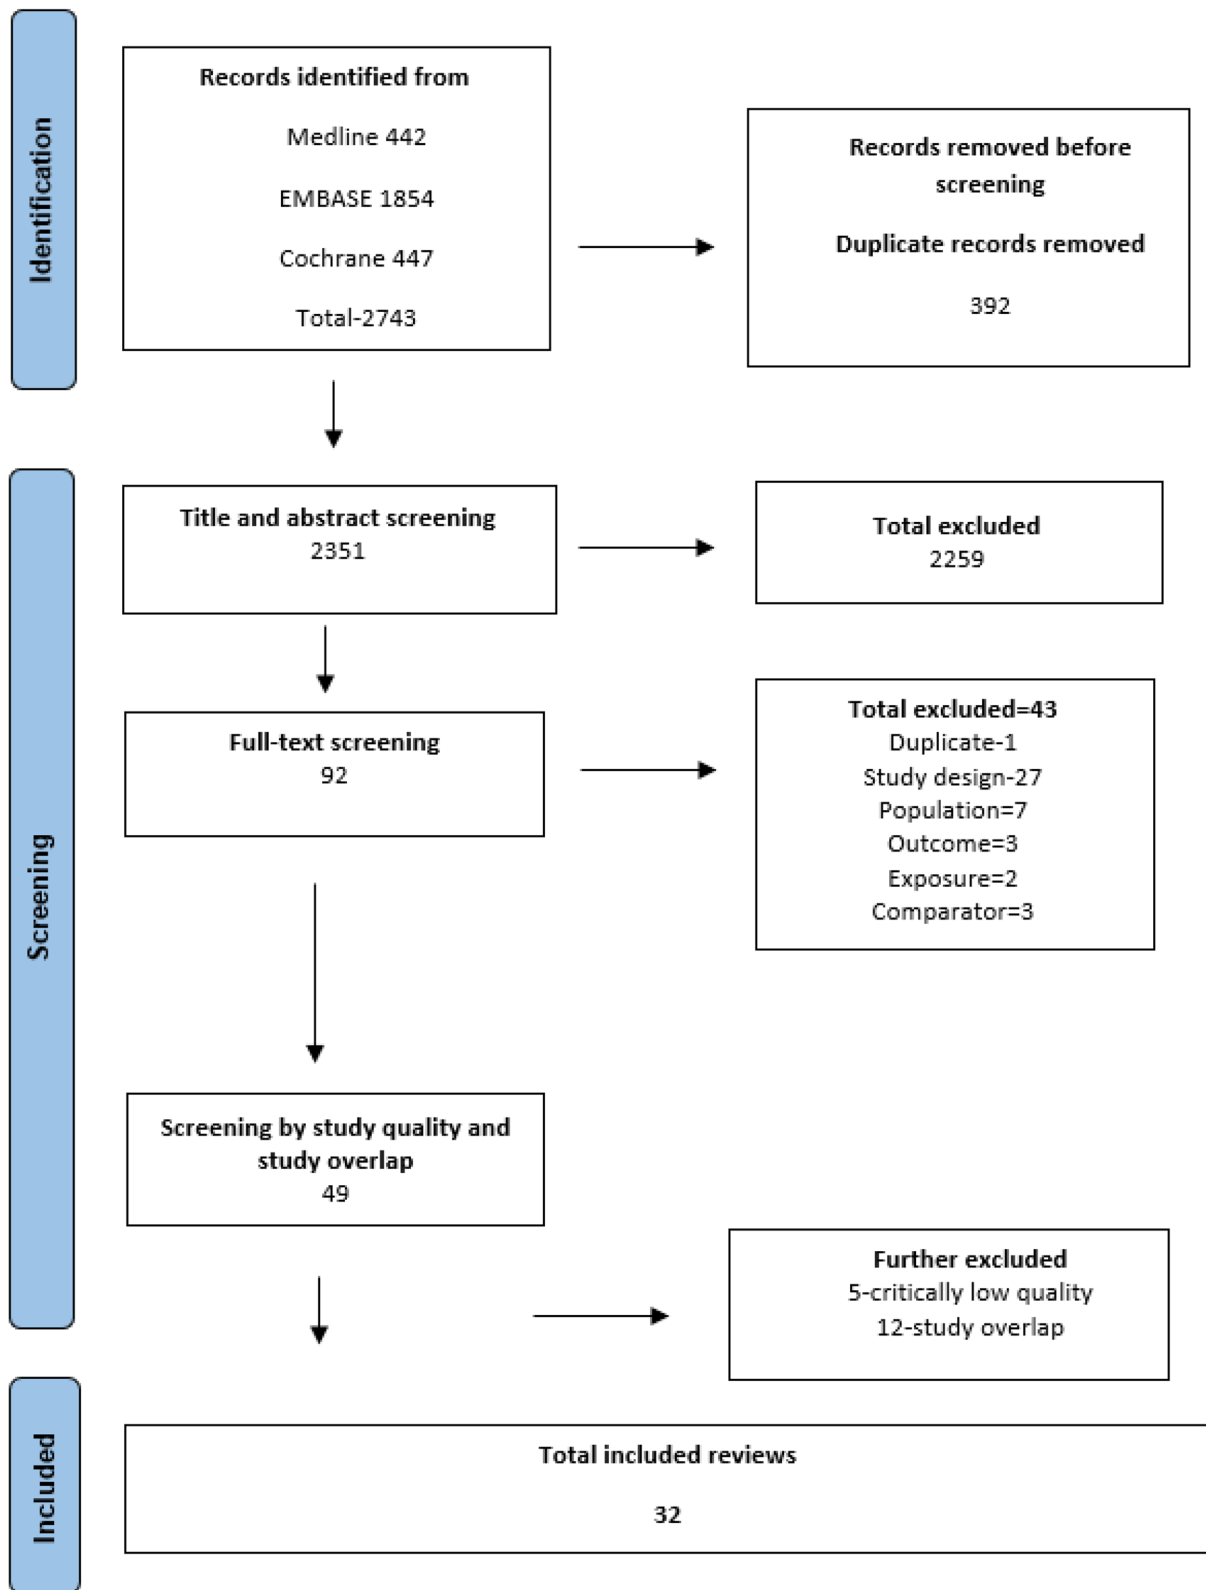 Identification
Records identified from
Medline 442
EMBASE 1854
Cochrane 447
Total-2743
Records removed before
screening
Duplicate records removed
392
Screening
Title and abstract screening
2351
Total excluded
2259
Full-text screening
92
Total excluded=43
Duplicate-1
Study design-27
Population=7
Outcome=3
Exposure=2
Comparator=3
Screening by study quality and
study overlap
49
Further excluded
5-critically low quality
12-study overlap
Included
Total included reviews
32